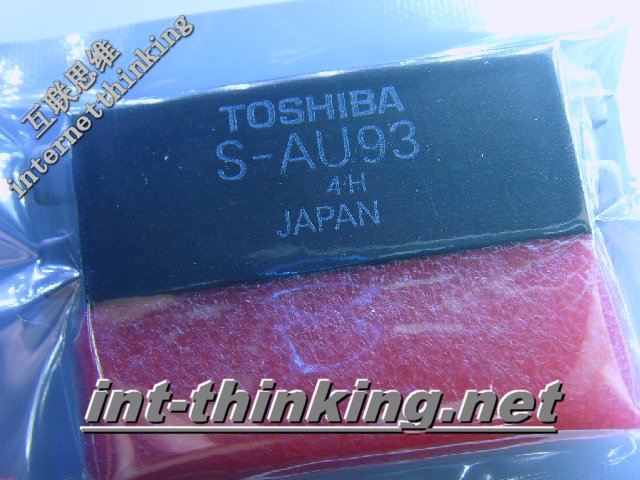 互联思维
internetthinking
TOSHIBA
S-AU93
4H
JAPAN
int-thinking.net